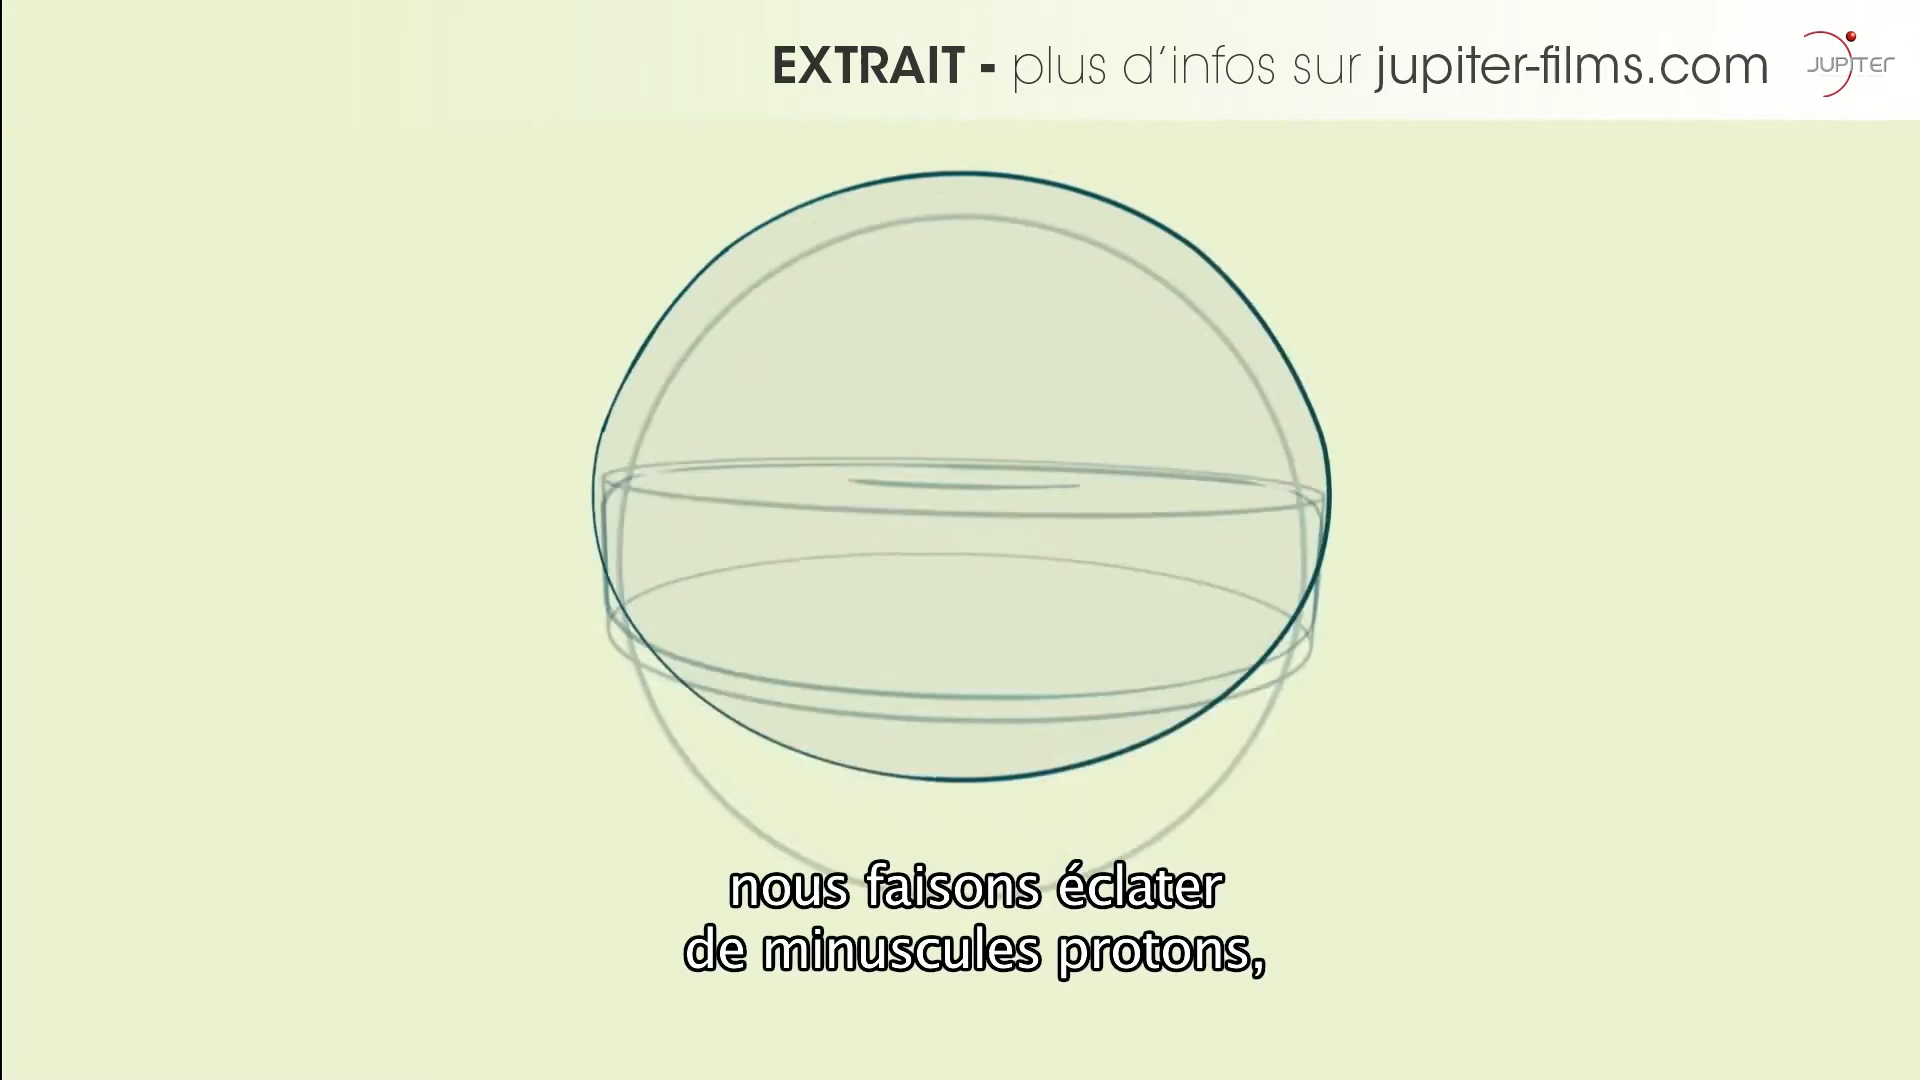 EXTRAIT - plus d'infos sur jupiter-films.com
JUPITER
nous faisons éclater
de minuscules protons,